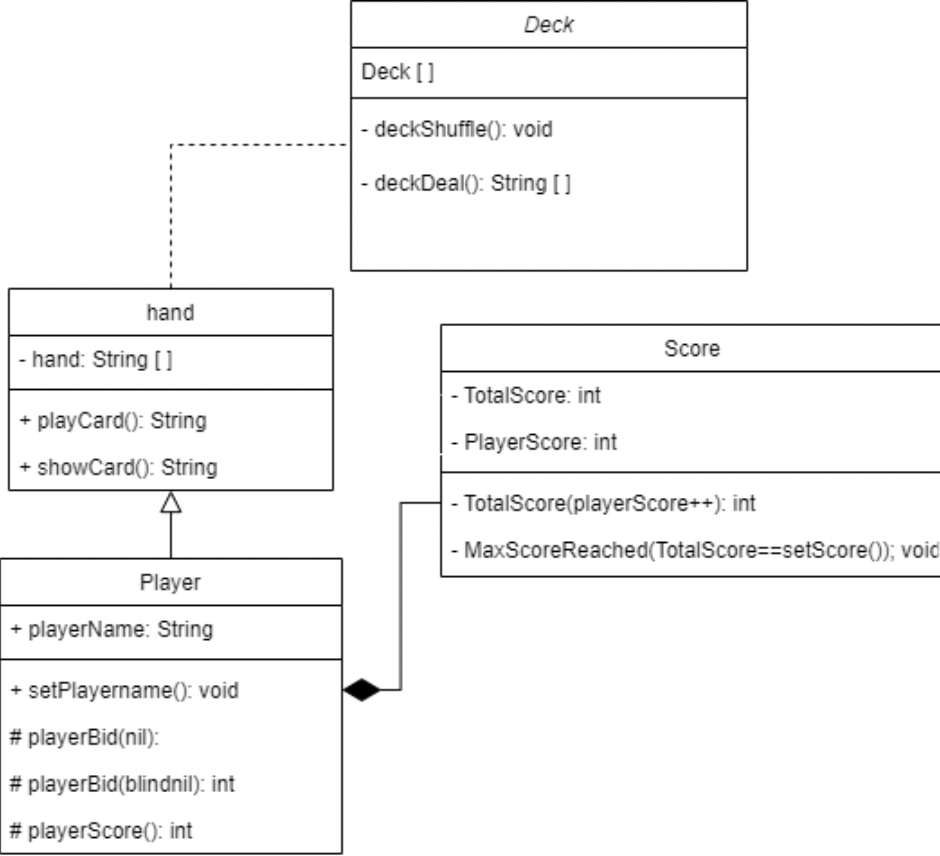 Deck
Deck [ ]
- deckShuffle(): void
- deckDeal(): String [ ]
hand
- hand: String [ ]
+ playCard(): String
+ showCard(): String
Score
- TotalScore: int
- PlayerScore: int
- TotalScore(playerScore++): int
- MaxScoreReached(TotalScore==setScore()); void
Player
+ playerName: String
+ setPlayername(): void
# playerBid(nil):
# playerBid(blindnil): int
# playerScore(): int